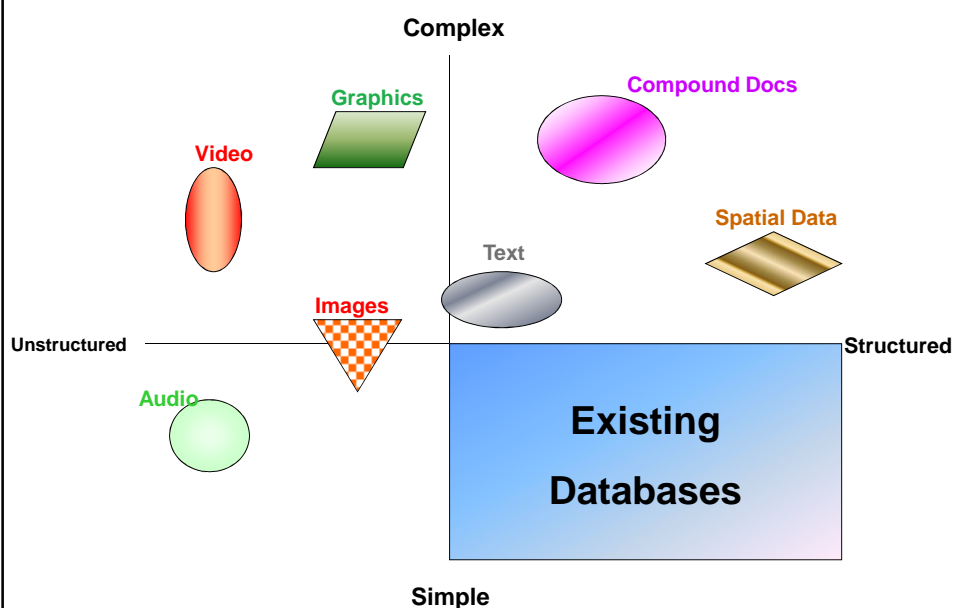 Complex
Compound Docs
Graphics
Video
Spatial Data
Text
Images
Unstructured
Structured
Audio
Existing
Databases
Simple